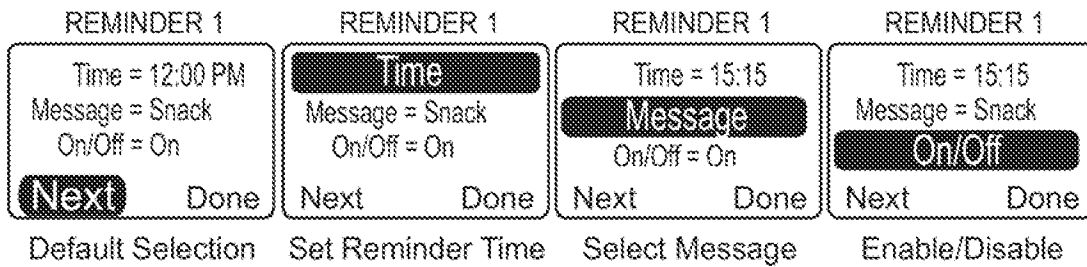 REMINDER 1
Time = 12:00 PM
Message = Snack
On/Off = On
Next Done
Default Selection
REMINDER 1
Time
Message = Snack
On/Off = On
Next Done
Set Reminder Time
REMINDER 1
Time = 15:15
Message
On/Off = On
Next Done
Select Message
REMINDER 1
Time = 15:15
Message = Snack
On/Off
Next Done
Enable/Disable